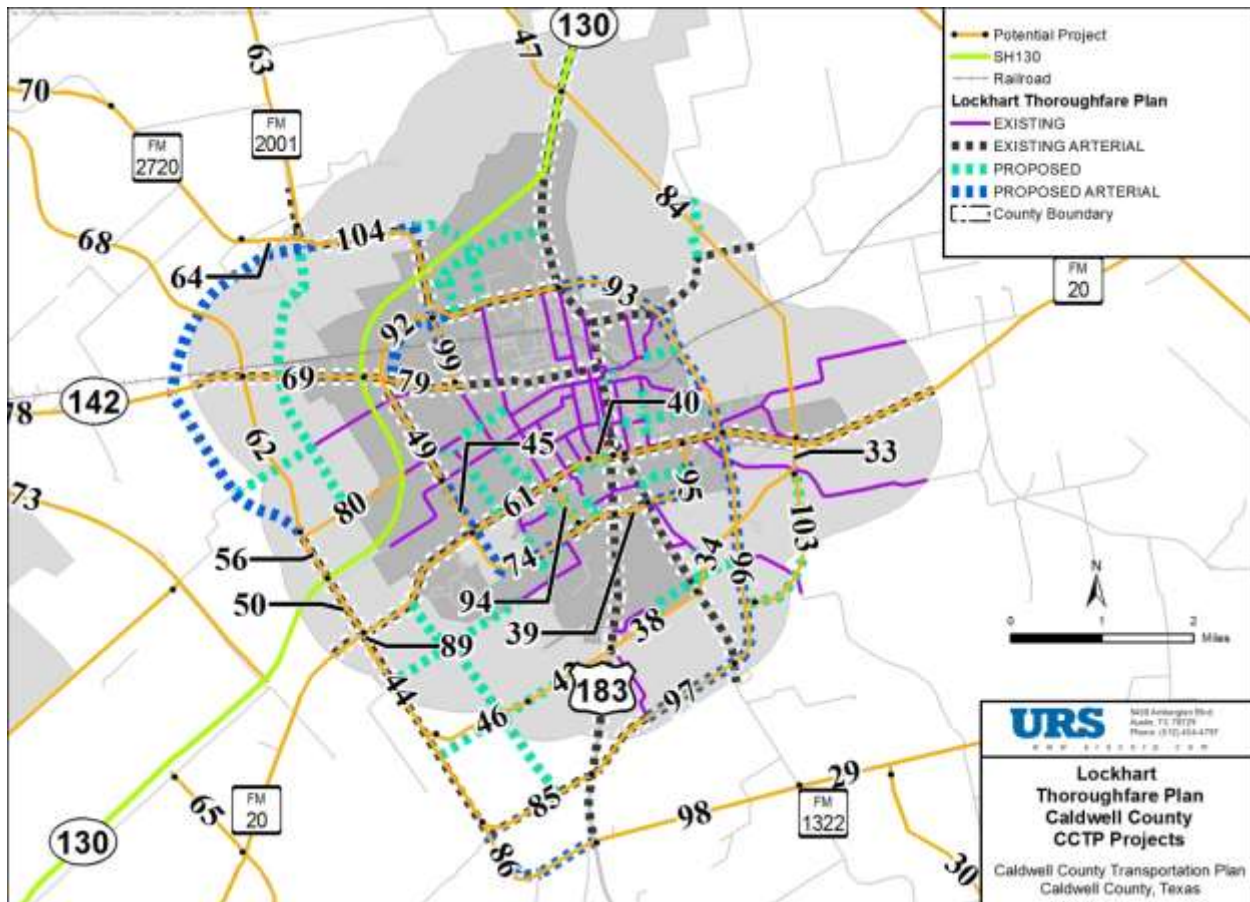 130
47
63
70
FM
2001
FM
2720
84
68
104
64
FM
20
93
92
99
69
79
142
78
40
49
45
62
33
80
61
95
73
103
56
74
34
96
94
50
39
38
89
183
44
43
97
46
85
29
98
65
FM
20
FM
1322
130
86
30
Potential Project
SH130
Railroad
Lockhart Thoroughfare Plan
EXISTING
EXISTING ARTERIAL
PROPOSED
PROPOSED ARTERIAL
County Boundary
N
0 1 2
Miles
URS
Lockhart
Thoroughfare Plan
Caldwell County
CCTP Projects
Caldwell County Transportation Plan
Caldwell County, Texas